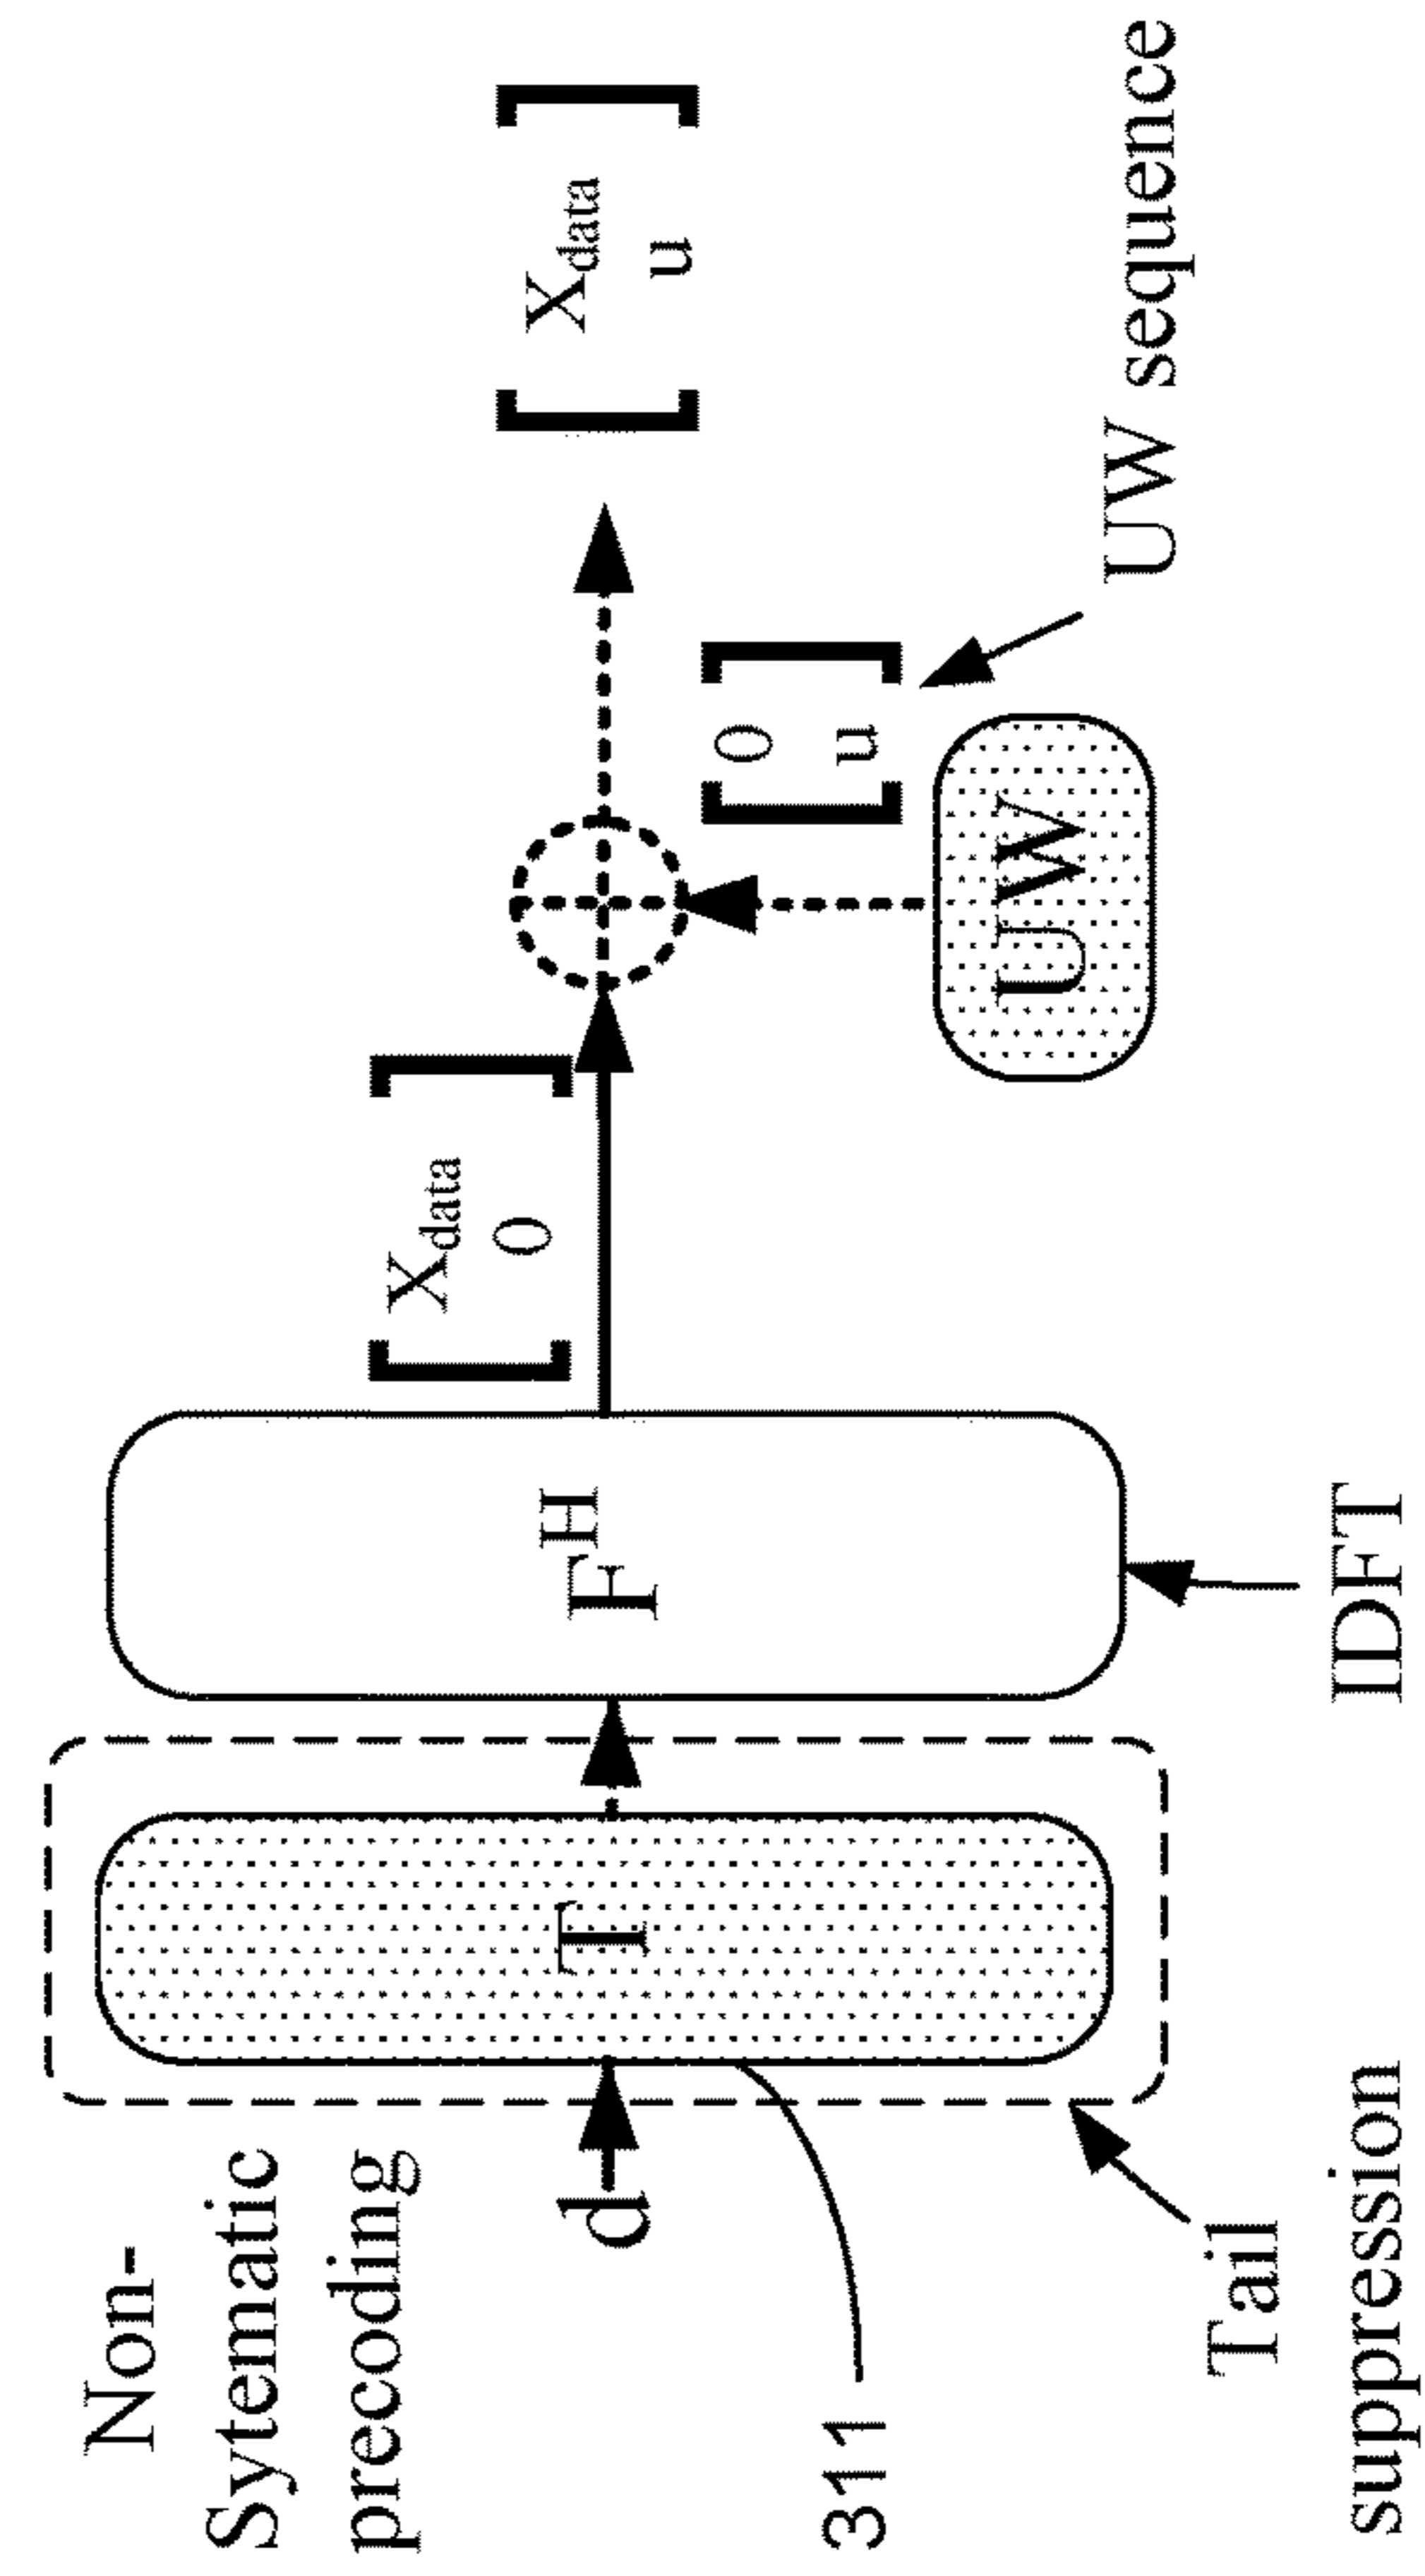 Non-
Sytematic
precoding
d
311
T
Tail
suppression
F^H
IDFT
[ X_data
0 ]
[ 0
u ]
UW
UW sequence
[ X_data
u ]